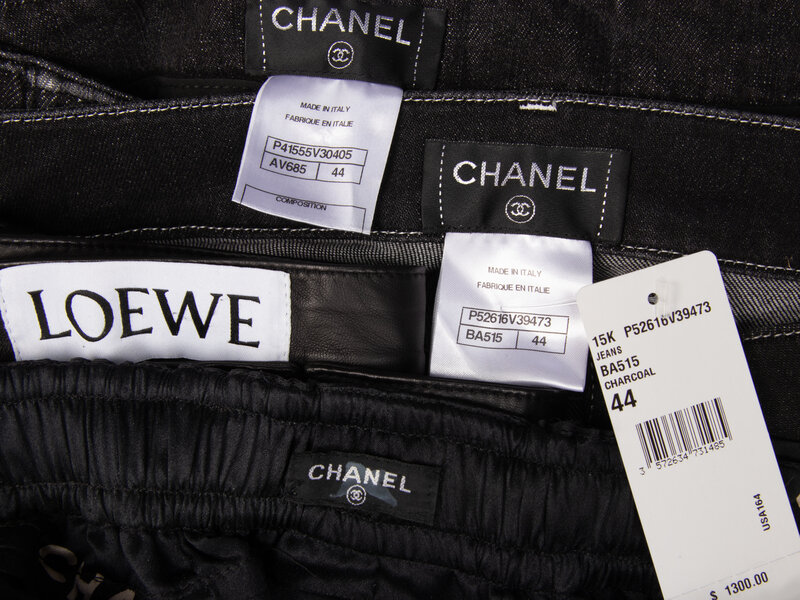 CHANEL
MADE IN ITALY
FABRIQUE EN ITALIE
P41555V30405
AV685 44
COMPOSITION
CHANEL
MADE IN ITALY
FABRIQUE EN ITALIE
P52616V39473
BA515 44
LOEWE
15K P52616V39473
JEANS
BA515
CHARCOAL
44
3 572634 731485
USA164
$ 1300.00
CHANEL